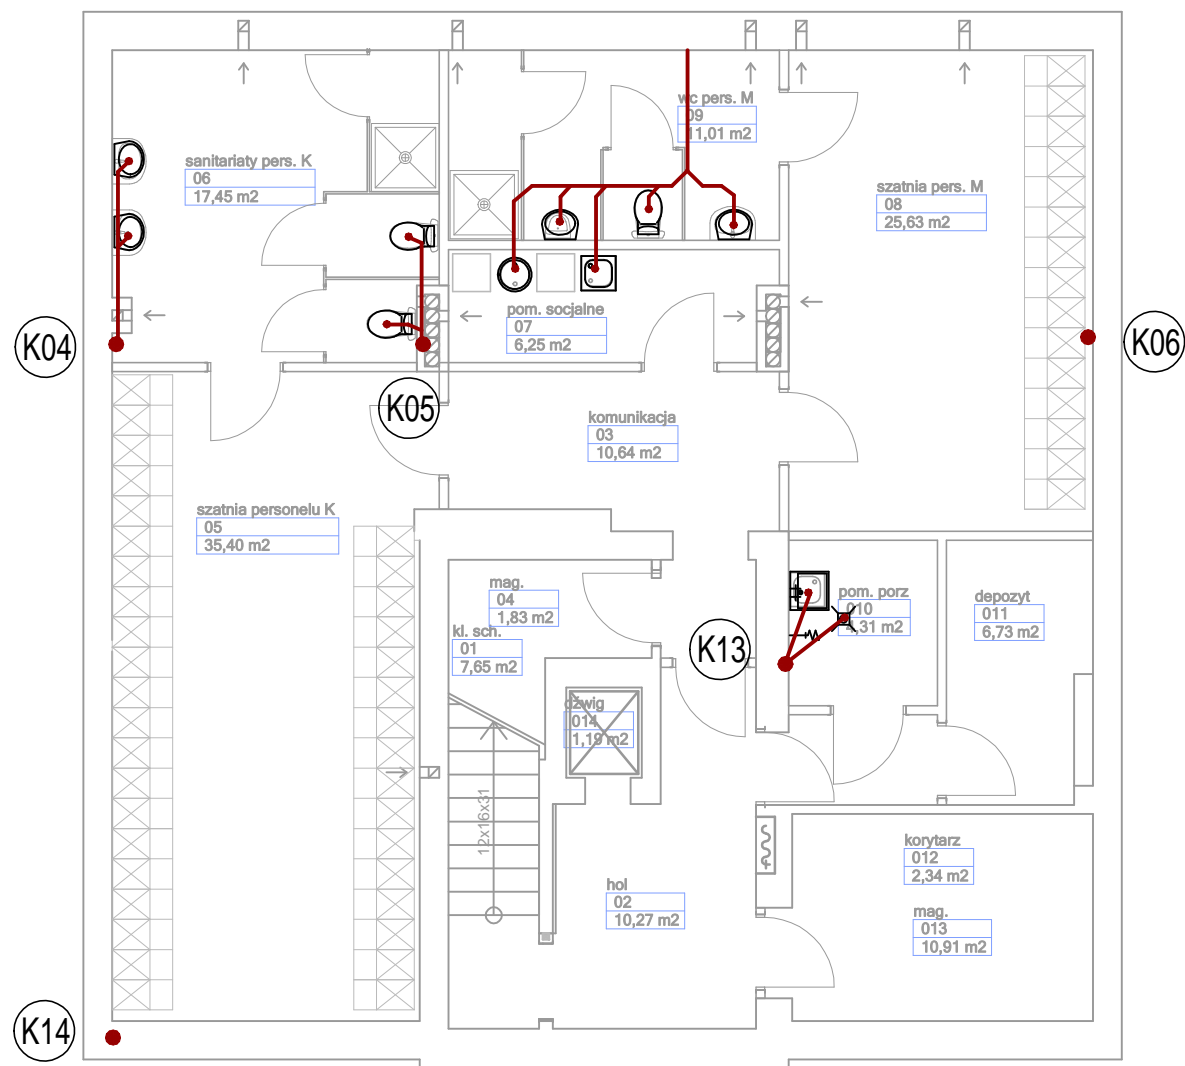 wc pers. M
09
11,01 m2
sanitariaty pers. K
06
17,45 m2
szatnia pers. M
08
25,63 m2
pom. socjalne
07
6,25 m2
K04
K06
K05
komunikacja
03
10,64 m2
szatnia personelu K
05
35,40 m2
mag.
04
1,83 m2
pom. porz
010
4,31 m2
depozyt
011
6,73 m2
kl. sch.
01
7,65 m2
K13
dźwig
014
1,19 m2
12x16x31
korytarz
012
2,34 m2
hol
02
10,27 m2
mag.
013
10,91 m2
K14